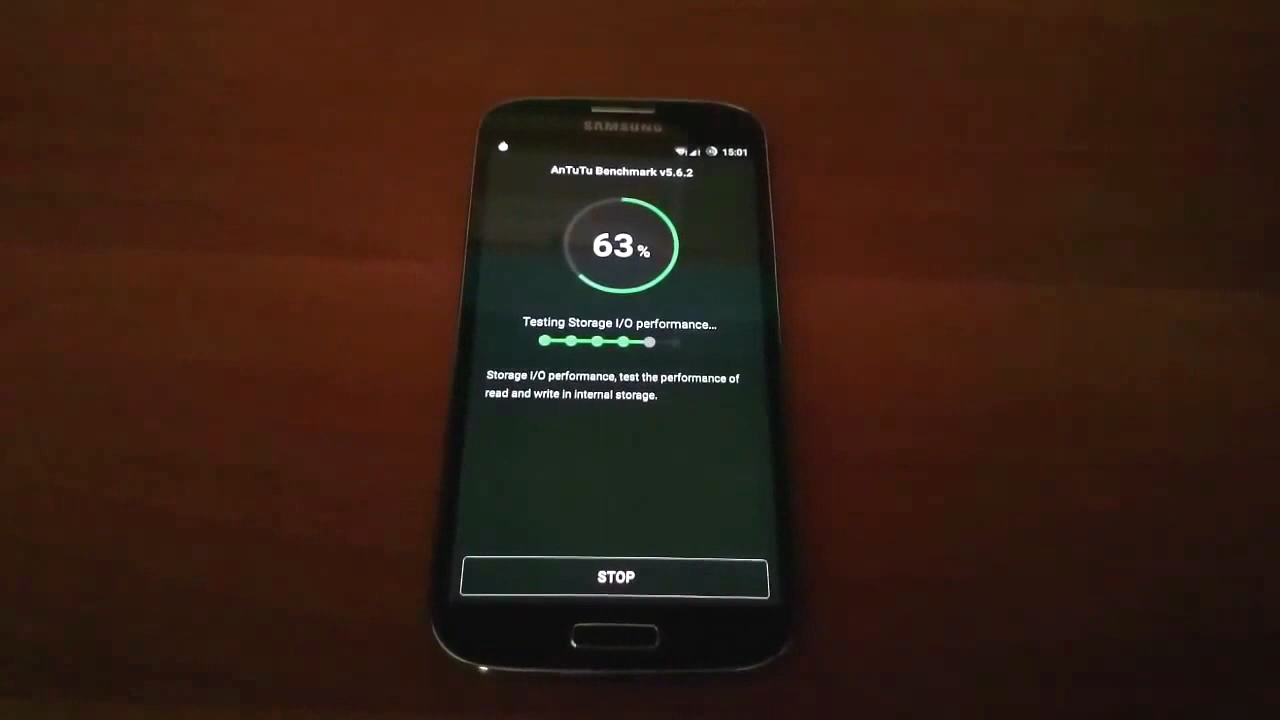 SAMSUNG
15:01
AnTuTu Benchmark v5.6.2
63 %
Testing Storage I/O performance...
Storage I/O performance, test the performance of
read and write in internal storage.
STOP